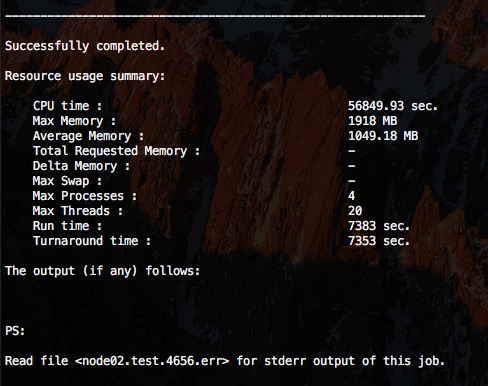 ------------------------------------------------------------
Successfully completed.
Resource usage summary:
CPU time : 56849.93 sec.
Max Memory : 1918 MB
Average Memory : 1049.18 MB
Total Requested Memory : -
Delta Memory : -
Max Swap : -
Max Processes : 4
Max Threads : 20
Run time : 7383 sec.
Turnaround time : 7353 sec.
The output (if any) follows:
PS:
Read file <node02.test.4656.err> for stderr output of this job.